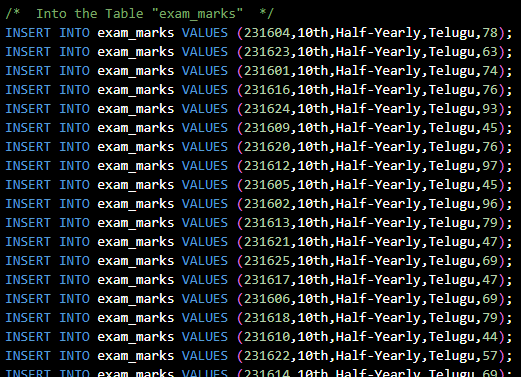 /*  Into the Table "exam_marks"  */
INSERT INTO exam_marks VALUES (231604,10th,Half-Yearly,Telugu,78);
INSERT INTO exam_marks VALUES (231623,10th,Half-Yearly,Telugu,63);
INSERT INTO exam_marks VALUES (231601,10th,Half-Yearly,Telugu,74);
INSERT INTO exam_marks VALUES (231616,10th,Half-Yearly,Telugu,76);
INSERT INTO exam_marks VALUES (231624,10th,Half-Yearly,Telugu,93);
INSERT INTO exam_marks VALUES (231609,10th,Half-Yearly,Telugu,45);
INSERT INTO exam_marks VALUES (231620,10th,Half-Yearly,Telugu,76);
INSERT INTO exam_marks VALUES (231612,10th,Half-Yearly,Telugu,97);
INSERT INTO exam_marks VALUES (231605,10th,Half-Yearly,Telugu,45);
INSERT INTO exam_marks VALUES (231602,10th,Half-Yearly,Telugu,96);
INSERT INTO exam_marks VALUES (231613,10th,Half-Yearly,Telugu,79);
INSERT INTO exam_marks VALUES (231621,10th,Half-Yearly,Telugu,47);
INSERT INTO exam_marks VALUES (231625,10th,Half-Yearly,Telugu,69);
INSERT INTO exam_marks VALUES (231617,10th,Half-Yearly,Telugu,47);
INSERT INTO exam_marks VALUES (231606,10th,Half-Yearly,Telugu,69);
INSERT INTO exam_marks VALUES (231618,10th,Half-Yearly,Telugu,79);
INSERT INTO exam_marks VALUES (231610,10th,Half-Yearly,Telugu,44);
INSERT INTO exam_marks VALUES (231622,10th,Half-Yearly,Telugu,57);
INSERT INTO exam_marks VALUES (231614,10th,Half-Yearly,Telugu,69);